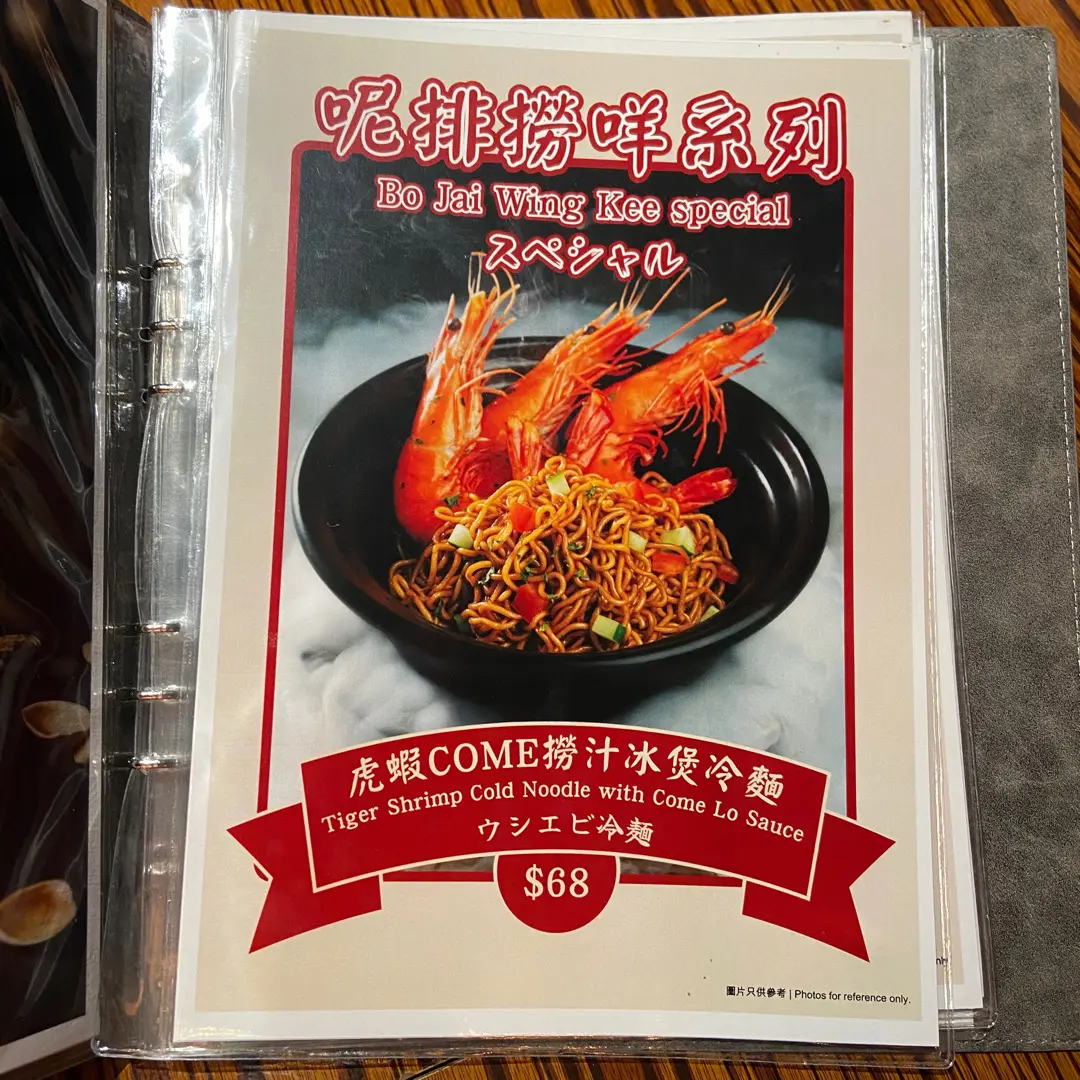 呢排撈咩系列
Bo Jai Wing Kee special
スペシャル
虎蝦COME撈汁冰煲冷麵
Tiger Shrimp Cold Noodle with Come Lo Sauce
ウシエビ冷麵
$68
圖片只供參考 | Photos for reference only.